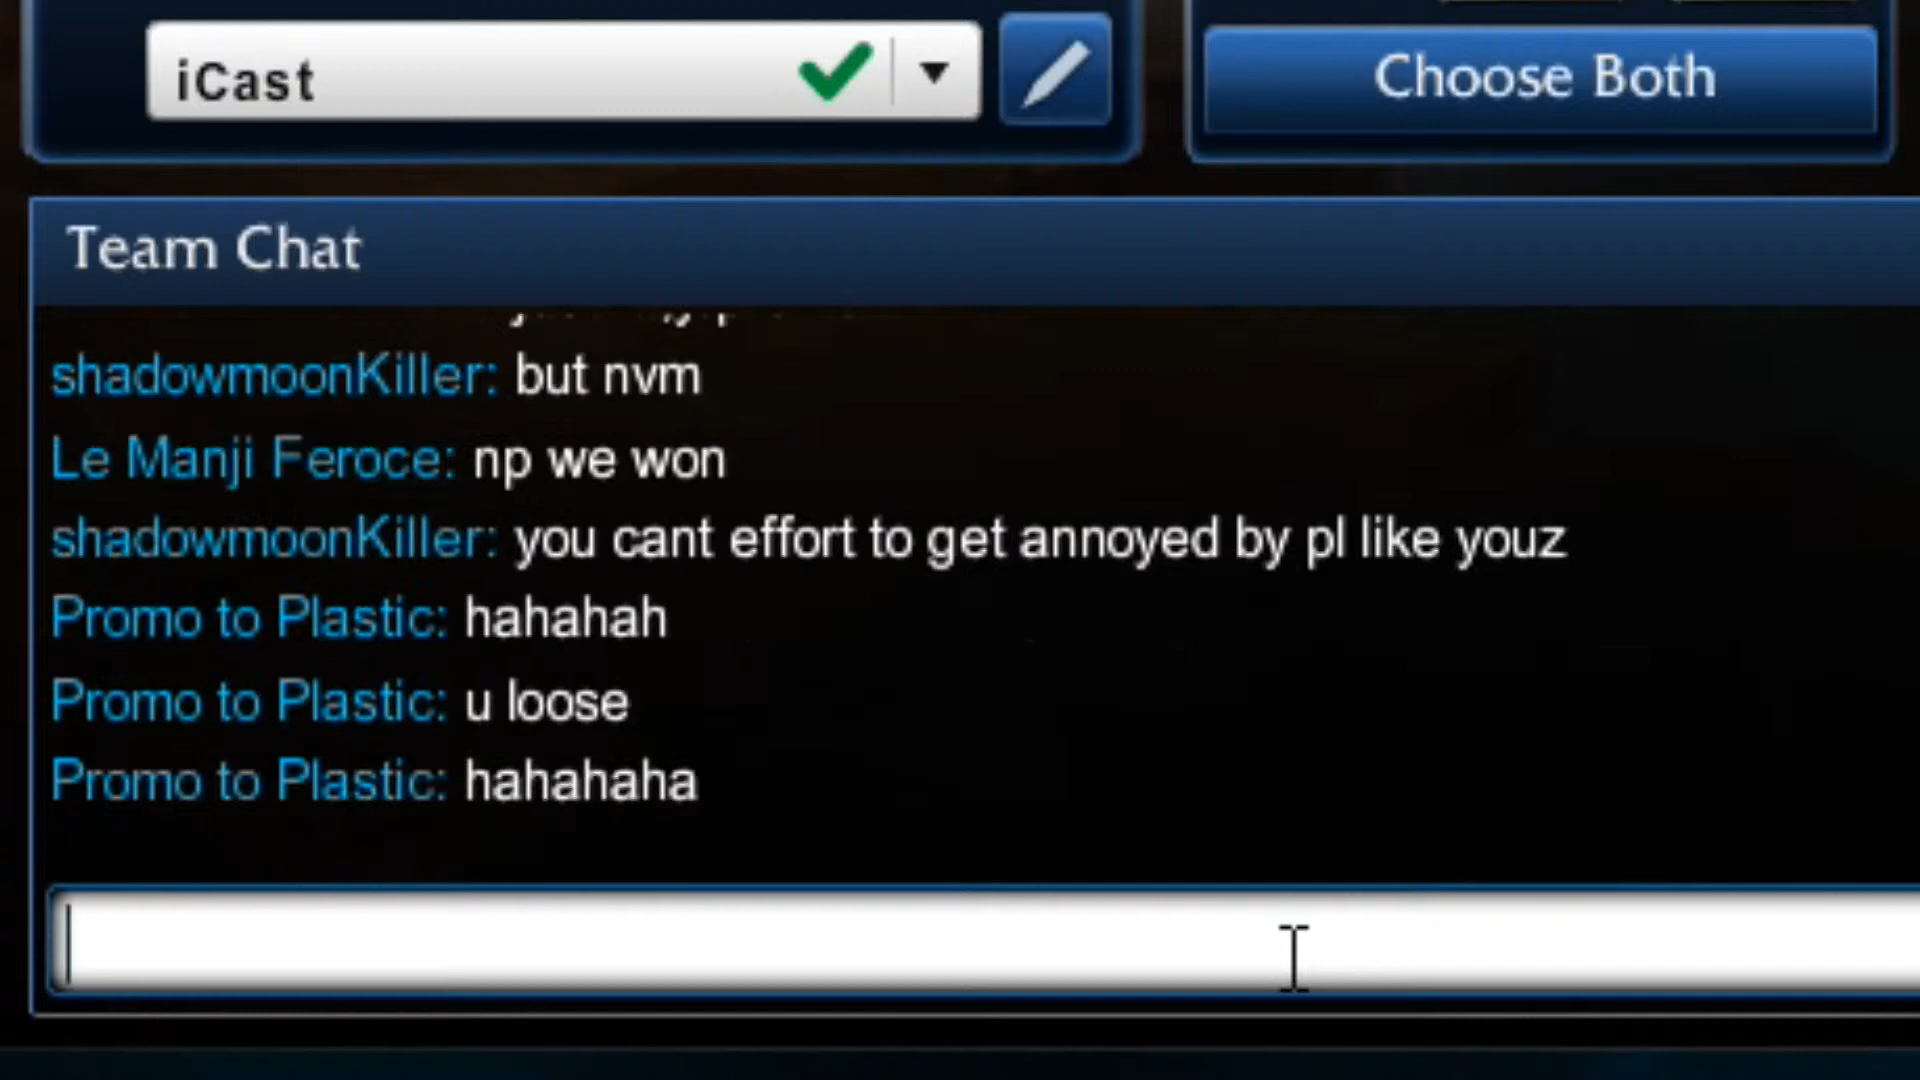 iCast
Choose Both
Team Chat
shadowmoonKiller: but nvm
Le Manji Feroce: np we won
shadowmoonKiller: you cant effort to get annoyed by pl like youz
Promo to Plastic: hahahah
Promo to Plastic: u loose
Promo to Plastic: hahahaha